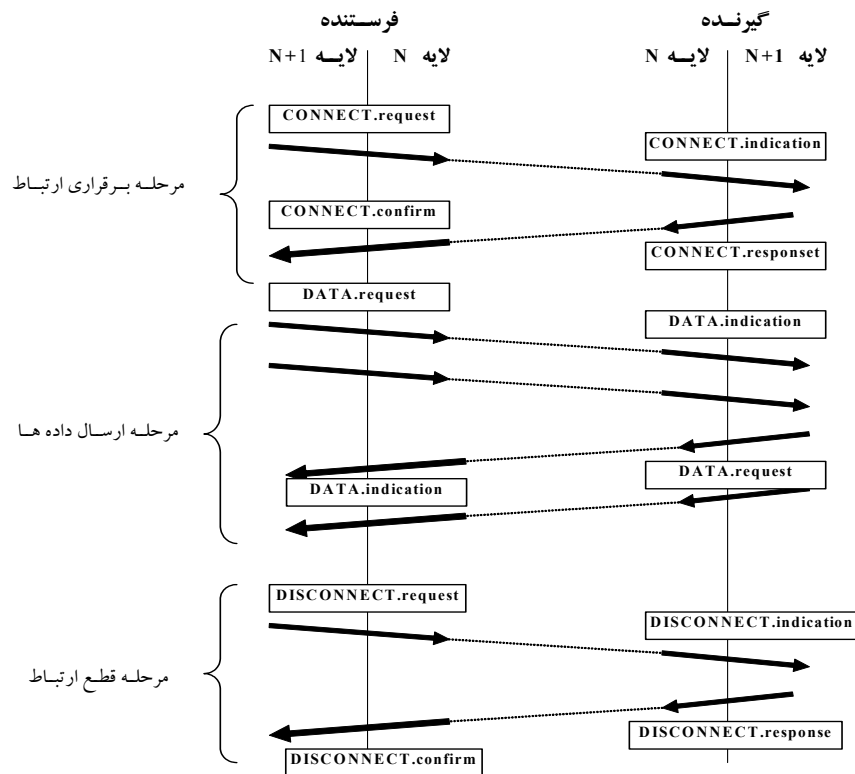 فرستنده
گیرنده
لایه N+1
لایه N
لایه N
لایه N+1
CONNECT.request
CONNECT.indication
مرحله برقراری ارتباط
CONNECT.confirm
CONNECT.responset
DATA.request
DATA.indication
مرحله ارسال داده ها
DATA.request
DATA.indication
DISCONNECT.request
DISCONNECT.indication
مرحله قطع ارتباط
DISCONNECT.response
DISCONNECT.confirm